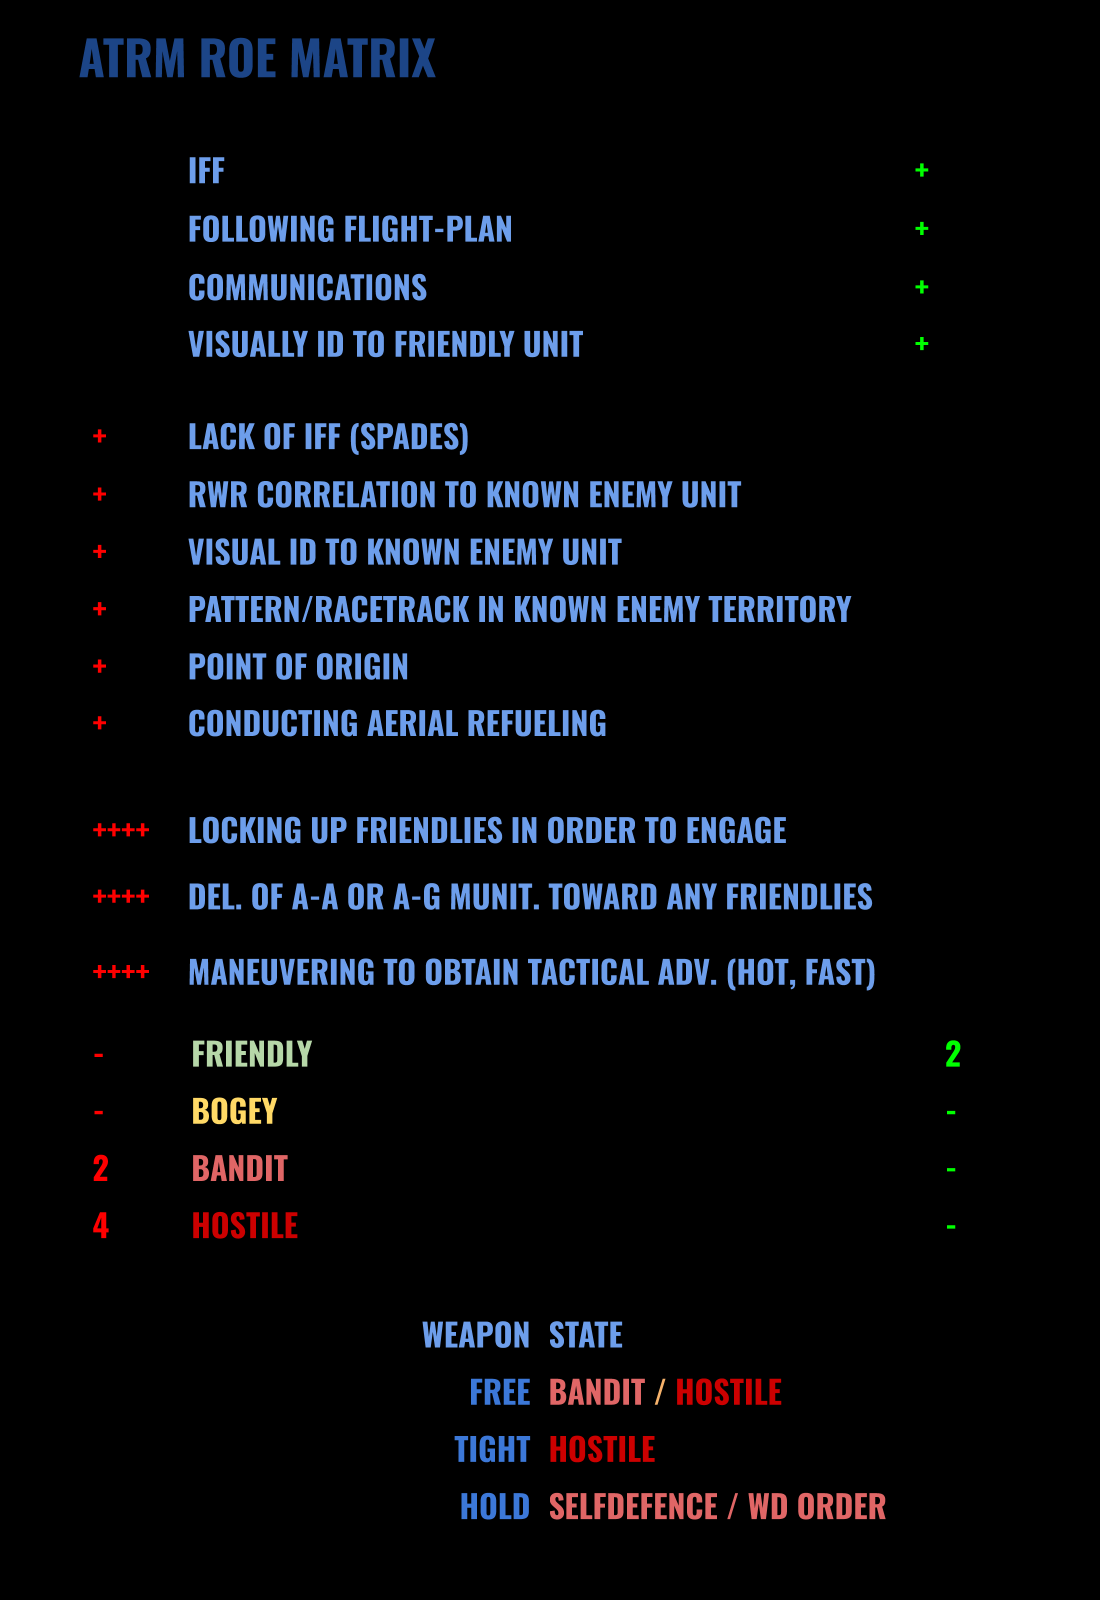 ATRM ROE MATRIX
IFF +
FOLLOWING FLIGHT-PLAN +
COMMUNICATIONS +
VISUALLY ID TO FRIENDLY UNIT +
+ LACK OF IFF (SPADES)
+ RWR CORRELATION TO KNOWN ENEMY UNIT
+ VISUAL ID TO KNOWN ENEMY UNIT
+ PATTERN/RACETRACK IN KNOWN ENEMY TERRITORY
+ POINT OF ORIGIN
+ CONDUCTING AERIAL REFUELING
++++ LOCKING UP FRIENDLIES IN ORDER TO ENGAGE
++++ DEL. OF A-A OR A-G MUNIT. TOWARD ANY FRIENDLIES
++++ MANEUVERING TO OBTAIN TACTICAL ADV. (HOT, FAST)
- FRIENDLY 2
- BOGEY -
2 BANDIT -
4 HOSTILE -
WEAPON STATE
FREE BANDIT / HOSTILE
TIGHT HOSTILE
HOLD SELFDEFENCE / WD ORDER